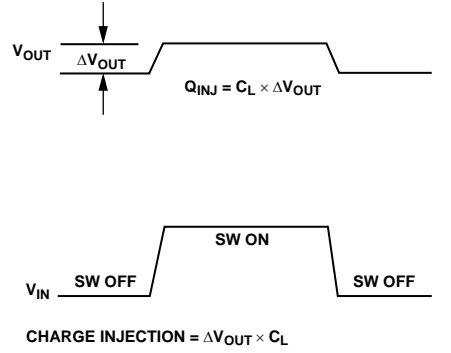 VOUT
ΔVOUT
QINJ = CL × ΔVOUT
SW ON
VIN
SW OFF
SW OFF
CHARGE INJECTION = ΔVOUT × CL